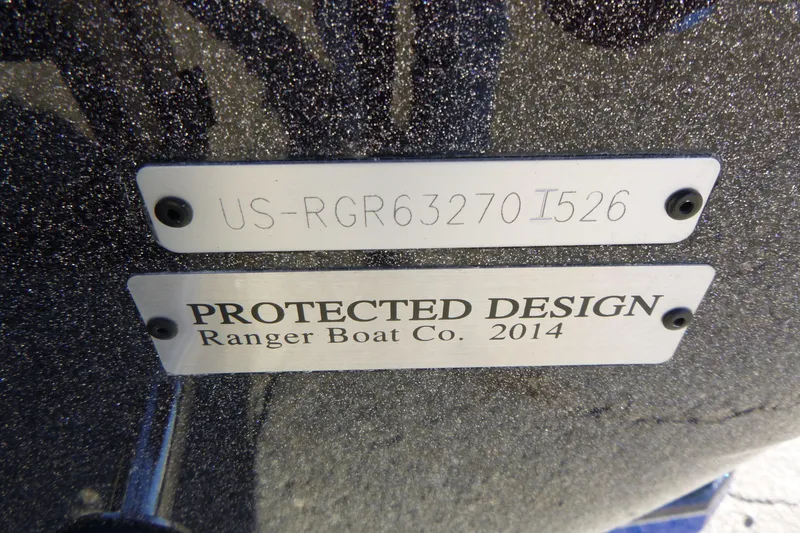 US-RGR63270I526
PROTECTED DESIGN
Ranger Boat Co. 2014